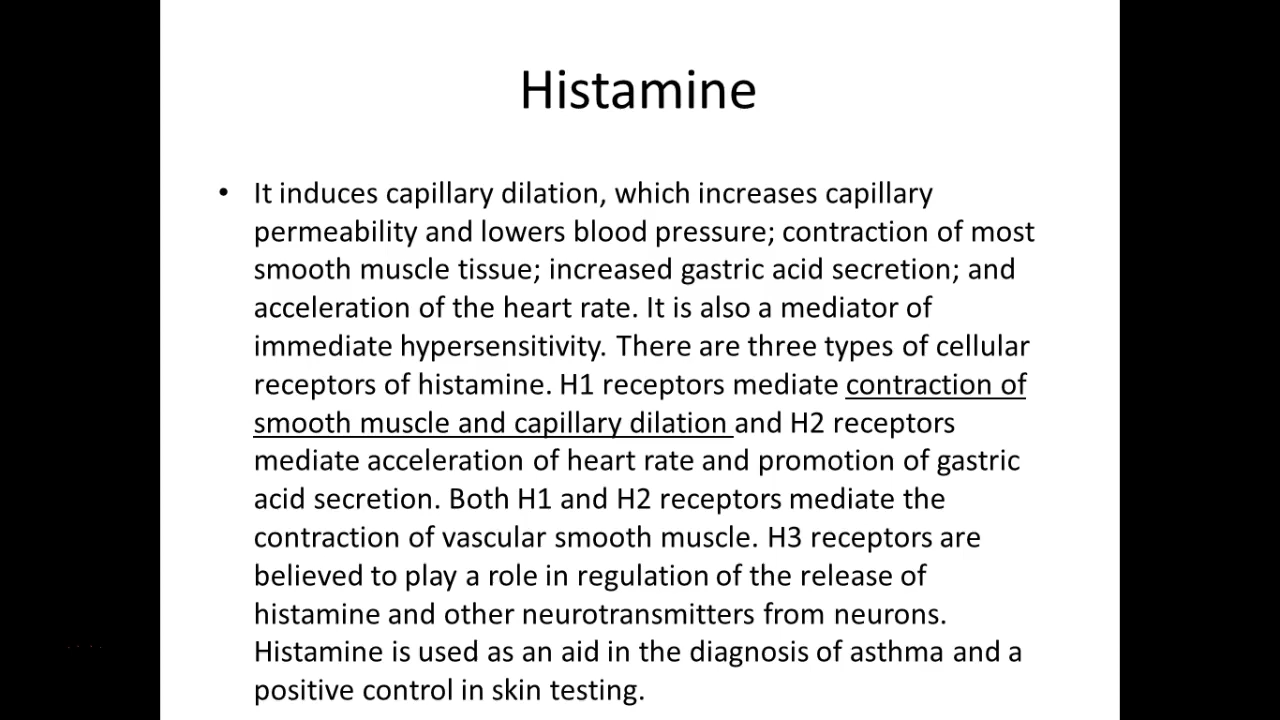 Histamine
• It induces capillary dilation, which increases capillary
permeability and lowers blood pressure; contraction of most
smooth muscle tissue; increased gastric acid secretion; and
acceleration of the heart rate. It is also a mediator of
immediate hypersensitivity. There are three types of cellular
receptors of histamine. H1 receptors mediate contraction of
smooth muscle and capillary dilation and H2 receptors
mediate acceleration of heart rate and promotion of gastric
acid secretion. Both H1 and H2 receptors mediate the
contraction of vascular smooth muscle. H3 receptors are
believed to play a role in regulation of the release of
histamine and other neurotransmitters from neurons.
Histamine is used as an aid in the diagnosis of asthma and a
positive control in skin testing.